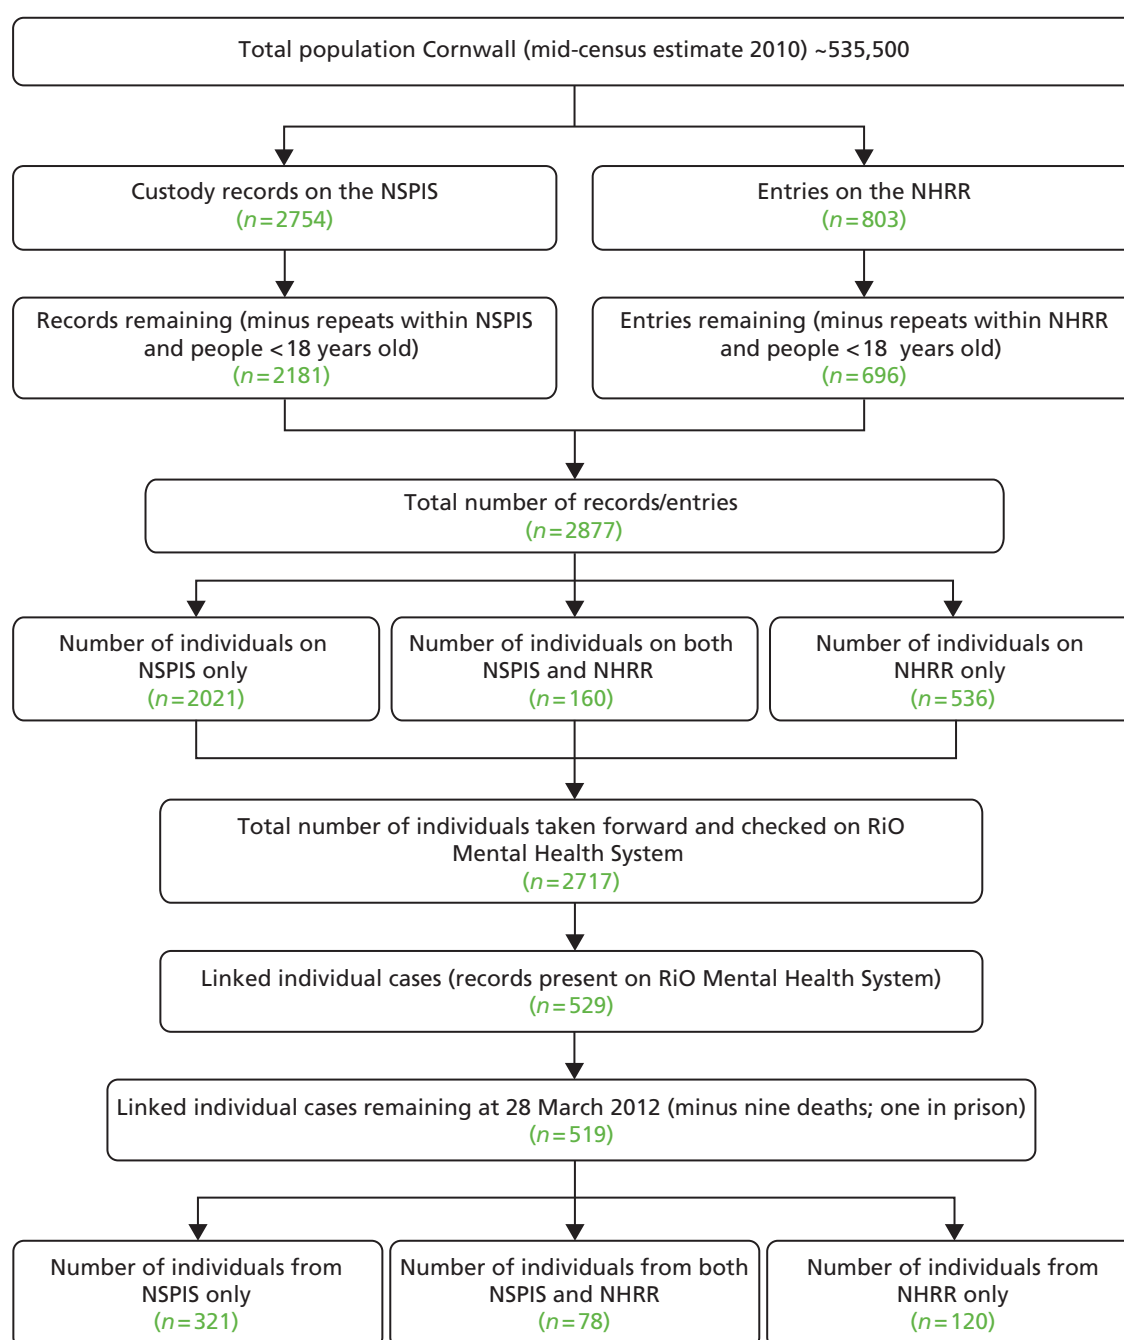 Total population Cornwall (mid-census estimate 2010) ~535,500
Custody records on the NSPIS
(n=2754)
Entries on the NHRR
(n=803)
Records remaining (minus repeats within NSPIS
and people <18 years old)
(n=2181)
Entries remaining (minus repeats within NHRR
and people <18 years old)
(n=696)
Total number of records/entries
(n=2877)
Number of individuals on
NSPIS only
(n=2021)
Number of individuals on both
NSPIS and NHRR
(n=160)
Number of individuals on
NHRR only
(n=536)
Total number of individuals taken forward and checked on RiO
Mental Health System
(n=2717)
Linked individual cases (records present on RiO Mental Health System)
(n=529)
Linked individual cases remaining at 28 March 2012 (minus nine deaths; one in prison)
(n=519)
Number of individuals from
NSPIS only
(n=321)
Number of individuals from both
NSPIS and NHRR
(n=78)
Number of individuals from
NHRR only
(n=120)